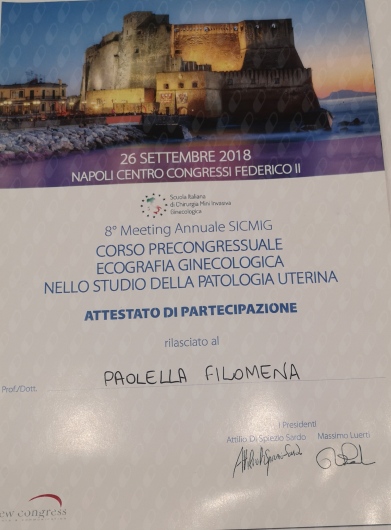 26 SETTEMBRE 2018
NAPOLI CENTRO CONGRESSI FEDERICO II
Scuola Italiana
di Chirurgia Mini Invasiva
Ginecologica
8° Meeting Annuale SICMIG
CORSO PRECONGRESSUALE
ECOGRAFIA GINECOLOGICA
NELLO STUDIO DELLA PATOLOGIA UTERINA
ATTESTATO DI PARTECIPAZIONE
rilasciato al
Prof./Dott. PAOLELLA FILOMENA
I Presidenti
Attilio Di Spiezio Sardo Massimo Luerti
ew congress